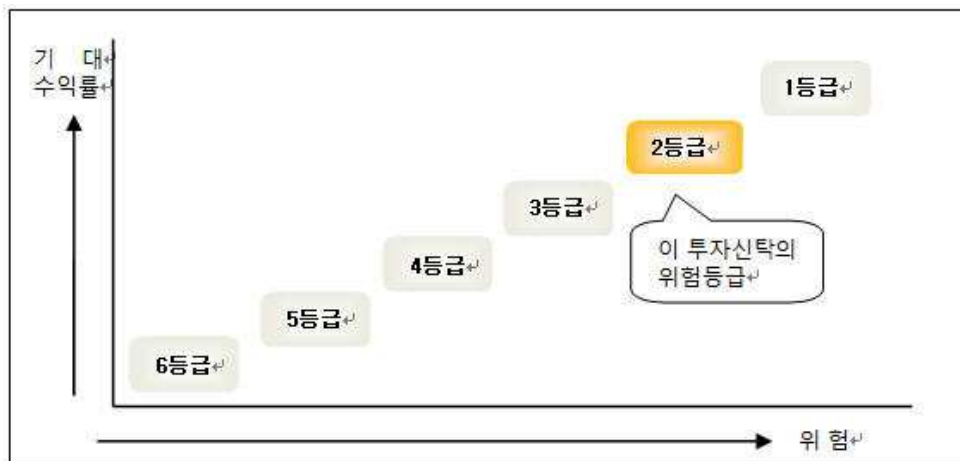 기 대
수익률
1등급
2등급
3등급
이 투자신탁의
위험등급
4등급
5등급
6등급
위 험